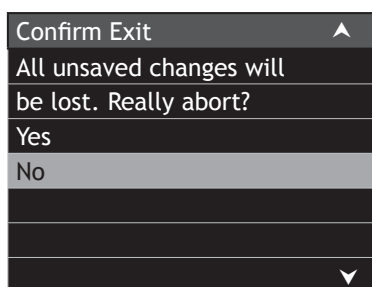 Confirm Exit
All unsaved changes will
be lost. Really abort?
Yes
No